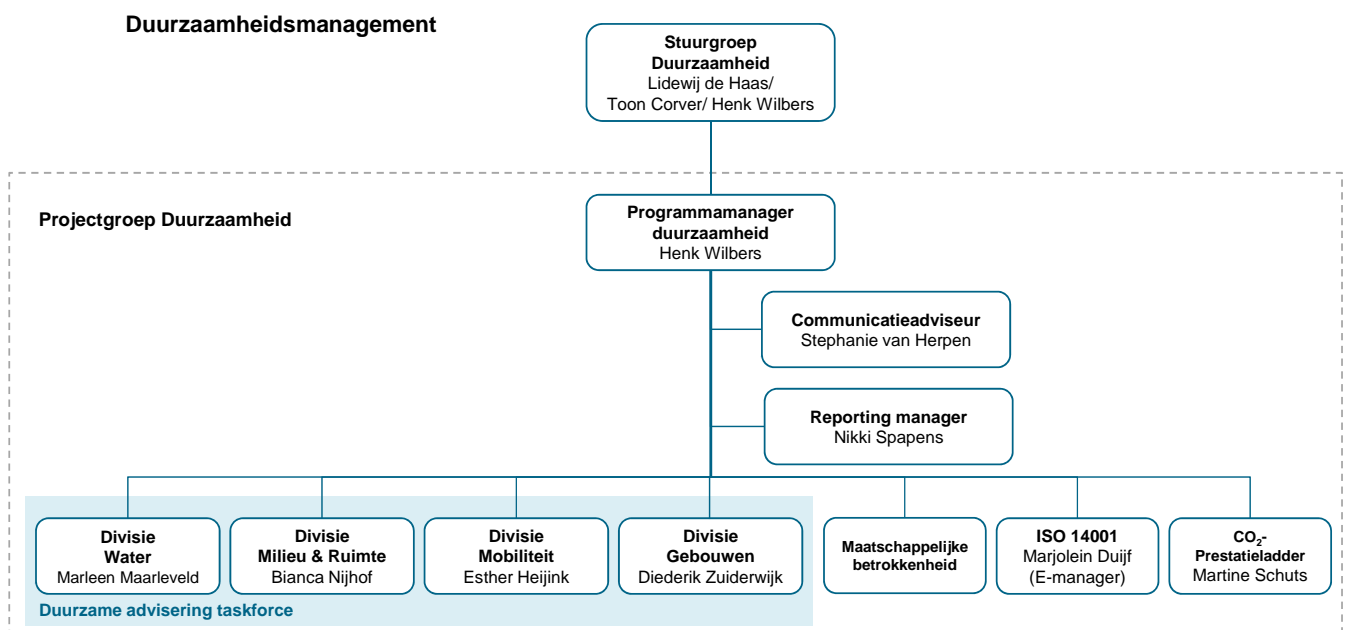 Duurzaamheidsmanagement
Stuurgroep
Duurzaamheid
Lidewij de Haas/
Toon Corver/ Henk Wilbers
Projectgroep Duurzaamheid
Programmamanager
duurzaamheid
Henk Wilbers
Communicatieadviseur
Stephanie van Herpen
Reporting manager
Nikki Spapens
Divisie
Water
Marleen Maarleveld
Divisie
Milieu & Ruimte
Bianca Nijhof
Divisie
Mobiliteit
Esther Heijink
Divisie
Gebouwen
Diederik Zuiderwijk
Maatschappelijke
betrokkenheid
ISO 14001
Marjolein Duijf
(E-manager)
CO₂-
Prestatieladder
Martine Schuts
Duurzame advisering taskforce